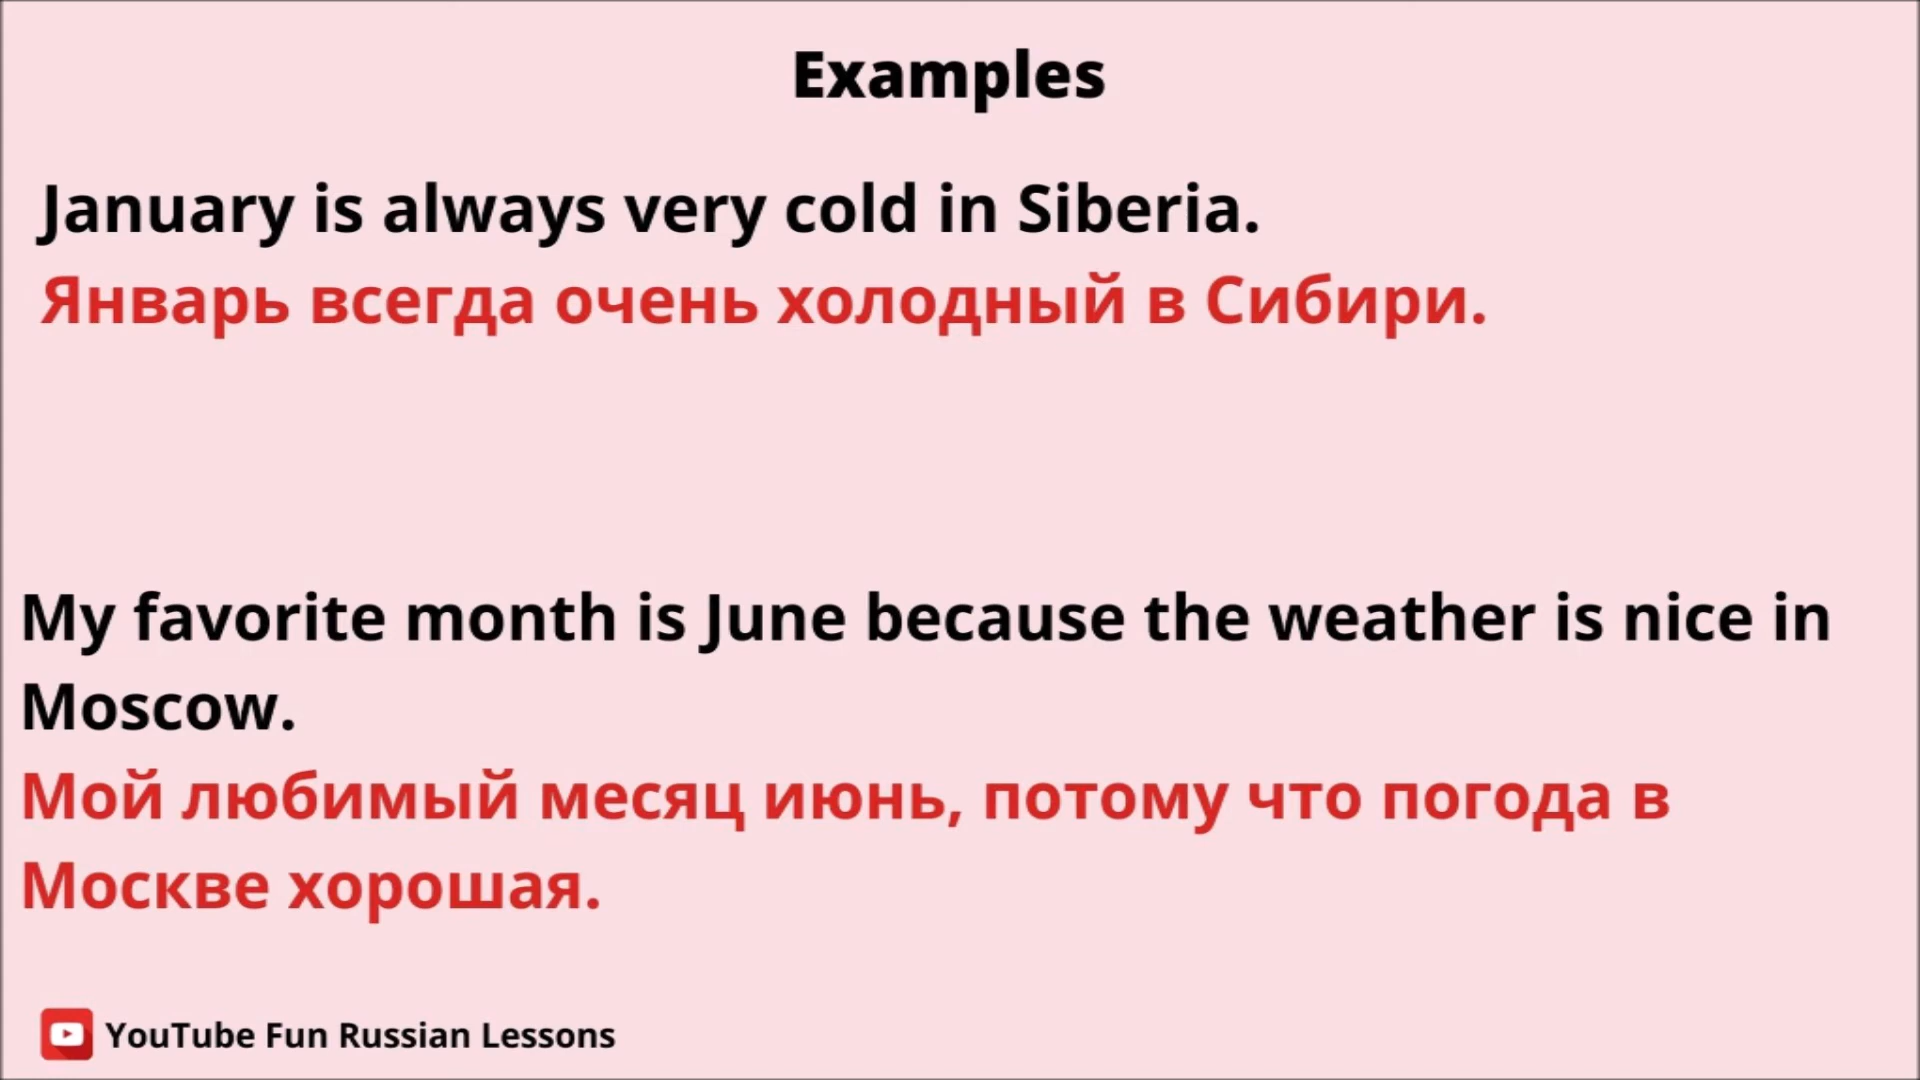 Examples
January is always very cold in Siberia.
Январь всегда очень холодный в Сибири.
My favorite month is June because the weather is nice in
Moscow.
Мой любимый месяц июнь, потому что погода в
Москве хорошая.
YouTube Fun Russian Lessons